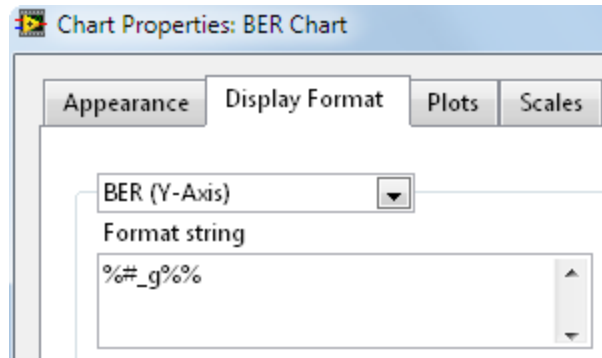 Chart Properties: BER Chart
Appearance Display Format Plots Scales
BER (Y-Axis)
Format string
%#_g%%